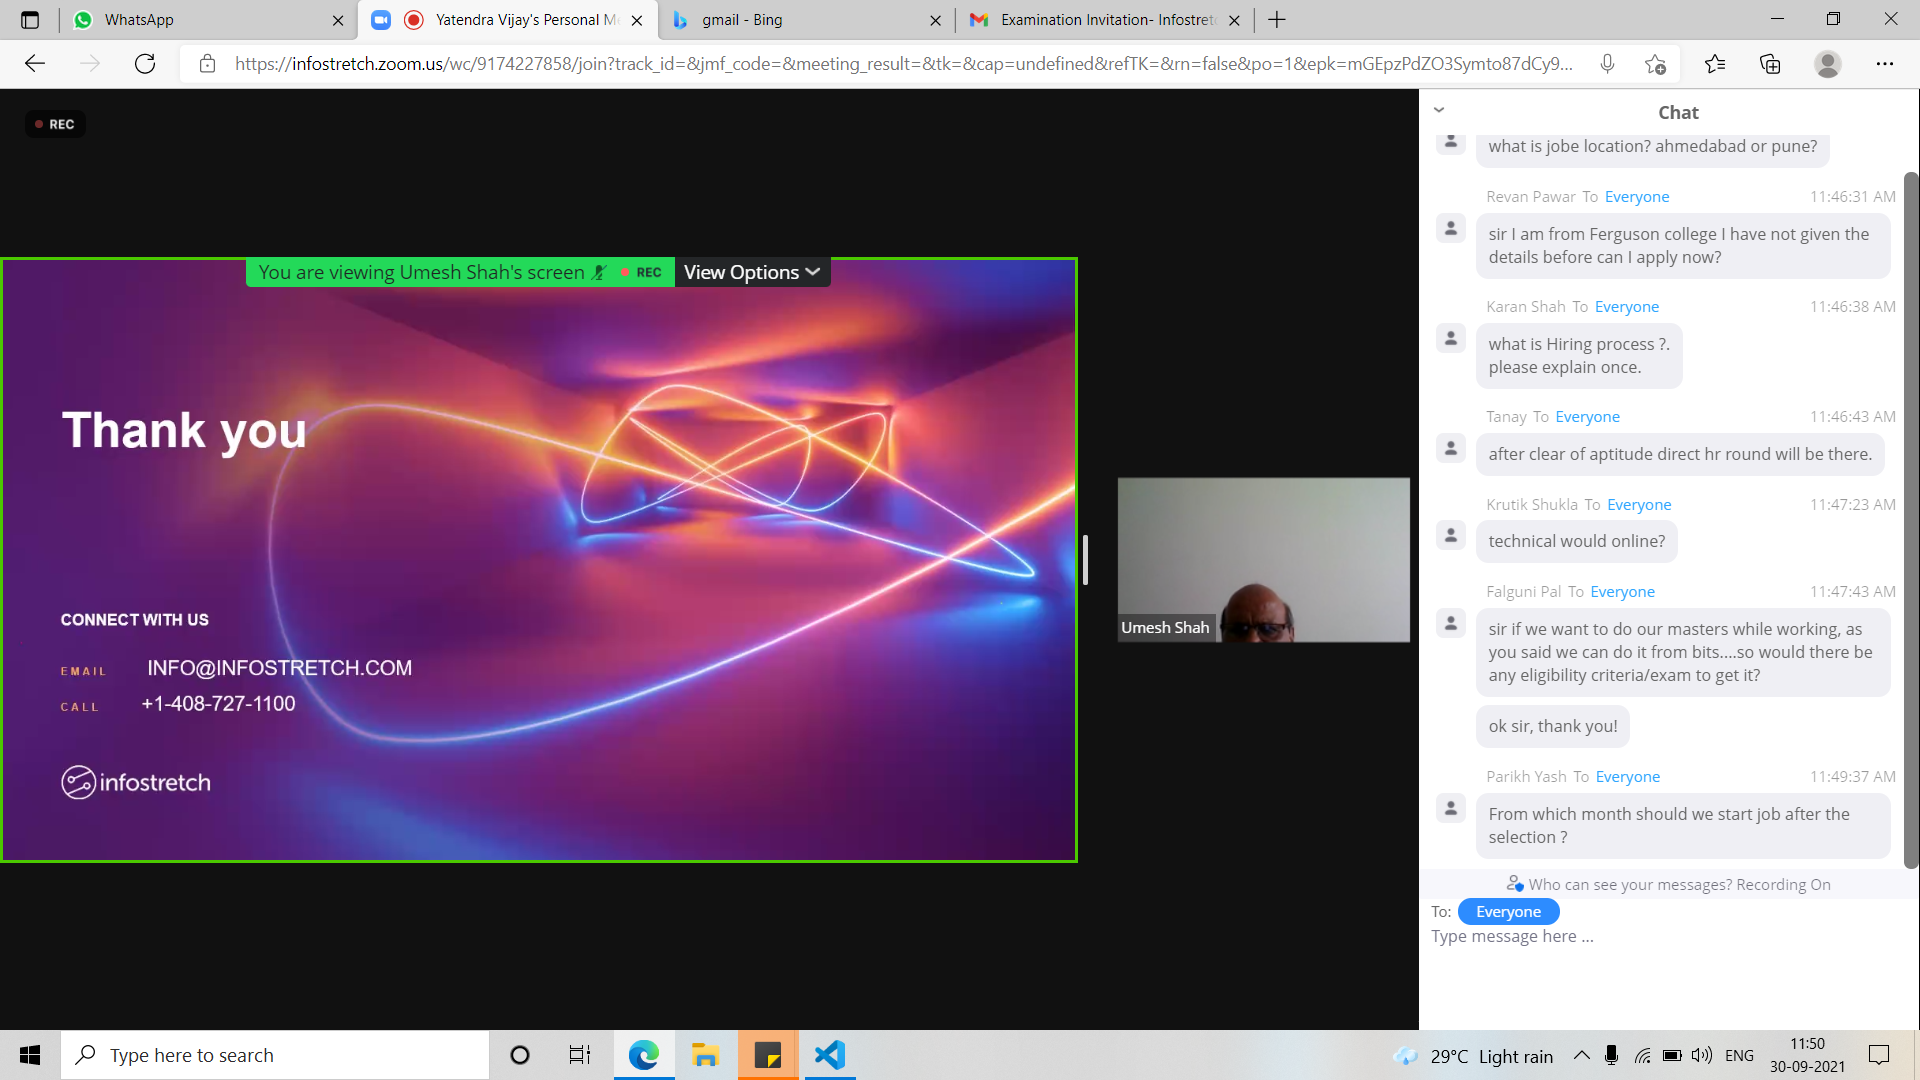 WhatsApp
Yatendra Vijay's Personal Me
gmail - Bing
Examination Invitation- Infostretc
https://infostretch.zoom.us/wc/9174227858/join?track_id=&jmf_code=&meeting_result=&tk=&cap=undefined&refTK=&rn=false&po=1&epk=mGEpzPdZO3Symto87dCy9...
REC
You are viewing Umesh Shah's screen REC View Options
Thank you
CONNECT WITH US
EMAIL INFO@INFOSTRETCH.COM
CALL +1-408-727-1100
infostretch
Umesh Shah
Chat
what is jobe location? ahmedabad or pune?
Revan Pawar To Everyone 11:46:31 AM
sir I am from Ferguson college I have not given the
details before can I apply now?
Karan Shah To Everyone 11:46:38 AM
what is Hiring process ?.
please explain once.
Tanay To Everyone 11:46:43 AM
after clear of aptitude direct hr round will be there.
Krutik Shukla To Everyone 11:47:23 AM
technical would online?
Falguni Pal To Everyone 11:47:43 AM
sir if we want to do our masters while working, as
you said we can do it from bits....so would there be
any eligibility criteria/exam to get it?
ok sir, thank you!
Parikh Yash To Everyone 11:49:37 AM
From which month should we start job after the
selection ?
Who can see your messages? Recording On
To: Everyone
Type message here ...
Type here to search
29°C Light rain
ENG
11:50
30-09-2021